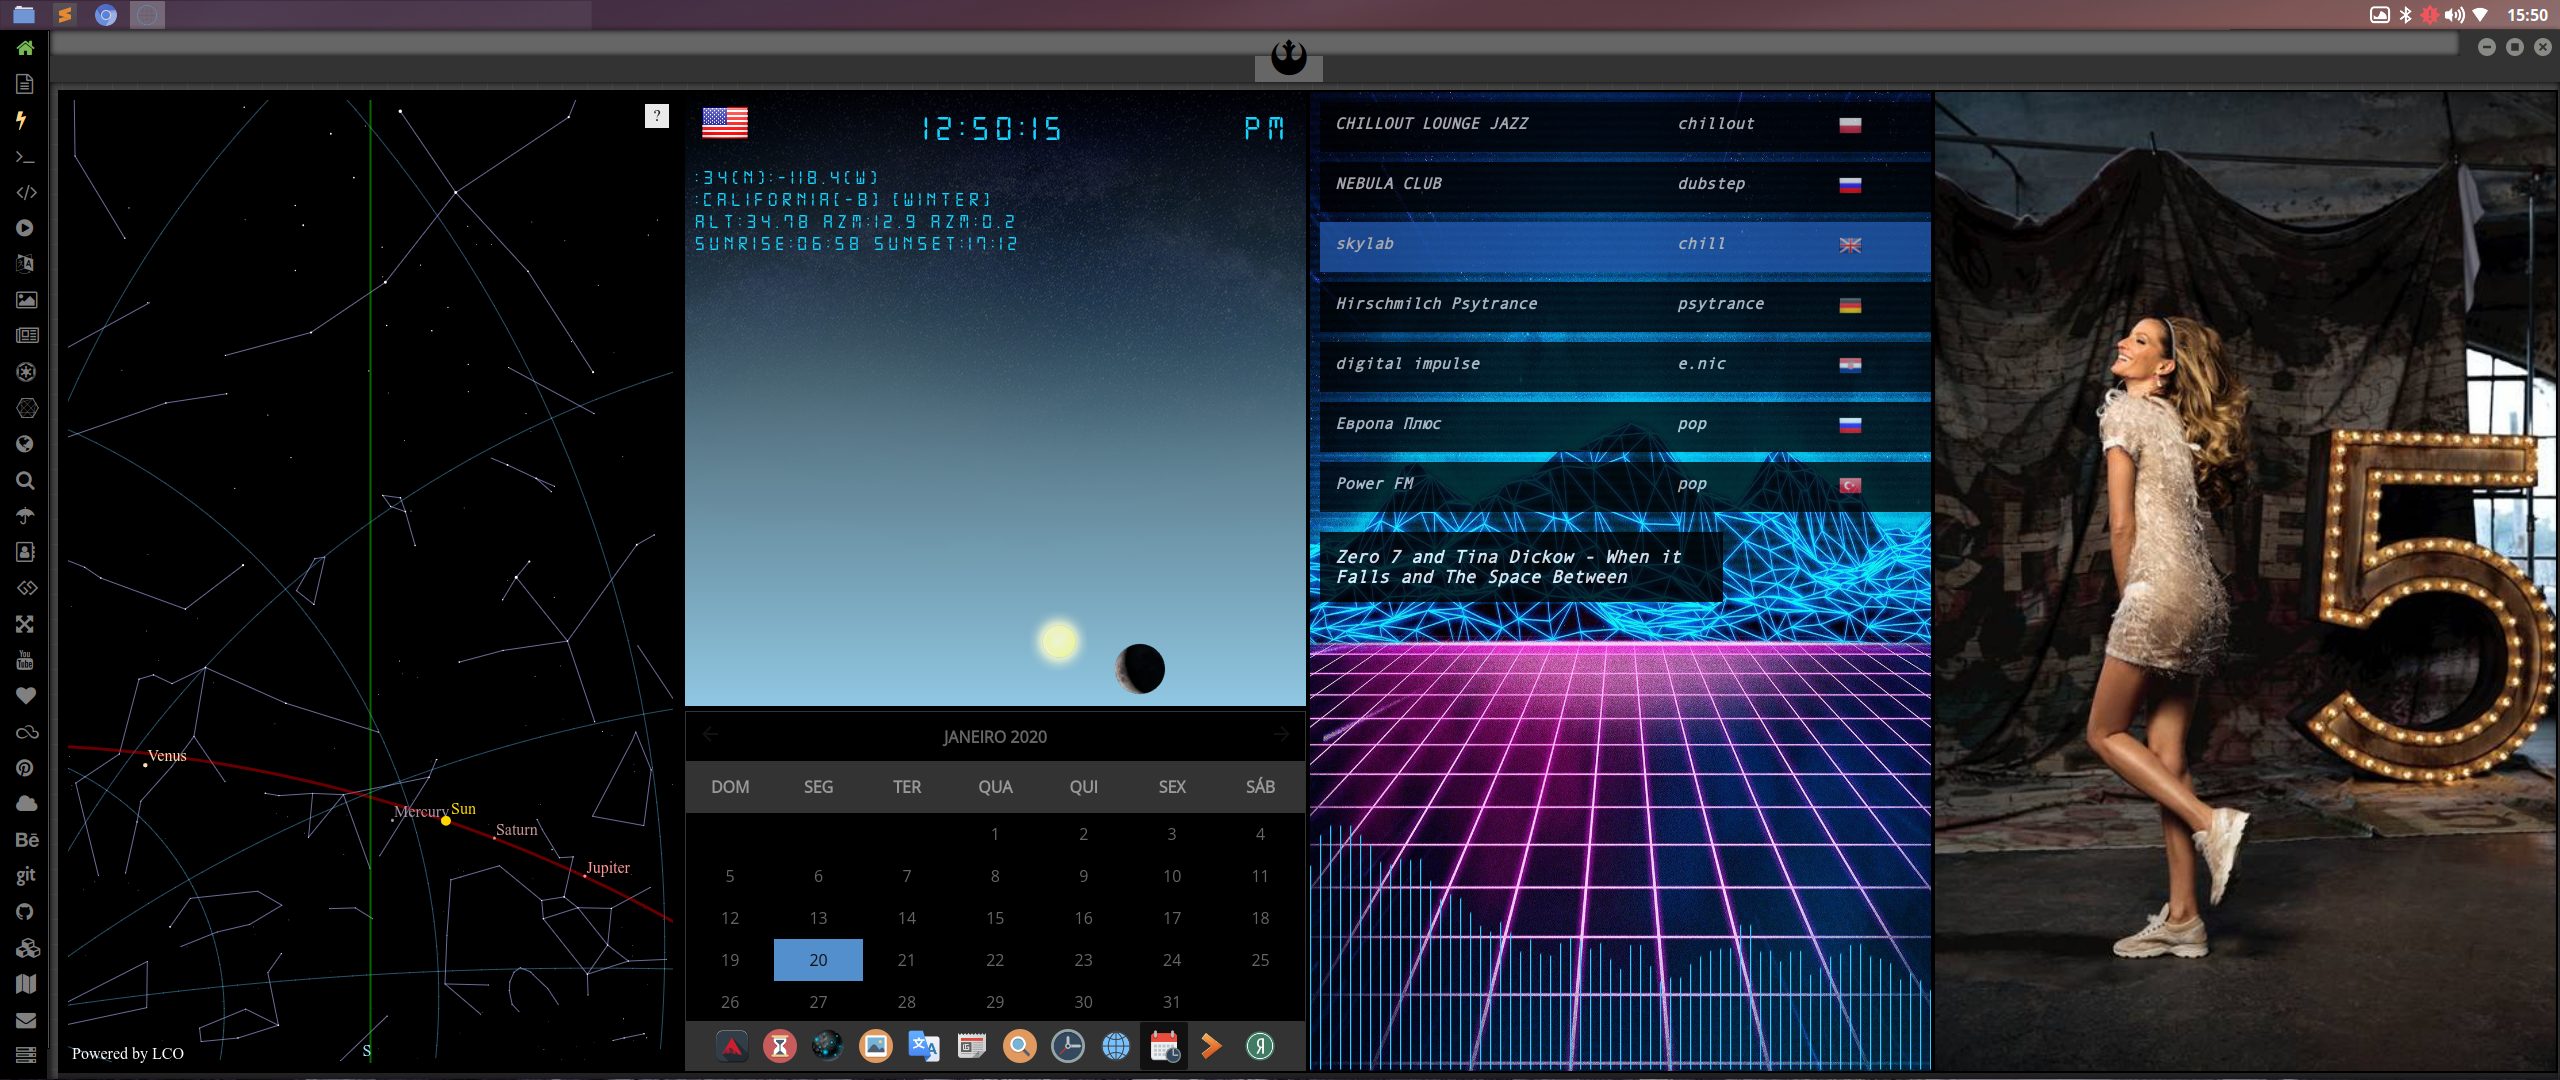 15:50
?
Venus
Mercury
Sun
Saturn
Jupiter
S
Powered by LCO
12:50:15 PM
:34(N):-118.4(W)
:CALIFORNIA(-8) [WINTER]
ALT:34.78 AZM:12.9 AZM:0.2
SUNRISE:06:58 SUNSET:17:12
JANEIRO 2020
DOM SEG TER QUA QUI SEX SÁB
1 2 3 4
5 6 7 8 9 10 11
12 13 14 15 16 17 18
19 20 21 22 23 24 25
26 27 28 29 30 31
CHILLOUT LOUNGE JAZZ chillout
NEBULA CLUB dubstep
skylab chill
Hirschmilch Psytrance psytrance
digital impulse e.nic
Европа Плюс pop
Power FM pop
Zero 7 and Tina Dickow - When it
Falls and The Space Between
5
You
Tube
Bē
git
Я